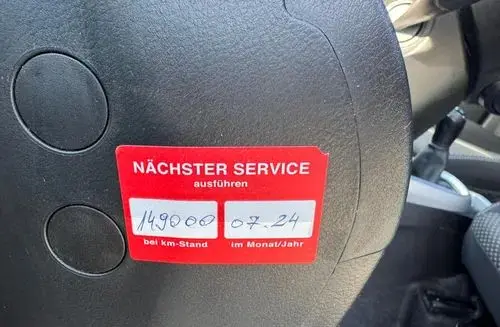 NÄCHSTER SERVICE
ausführen
149000 07.24
bei km-Stand im Monat/Jahr